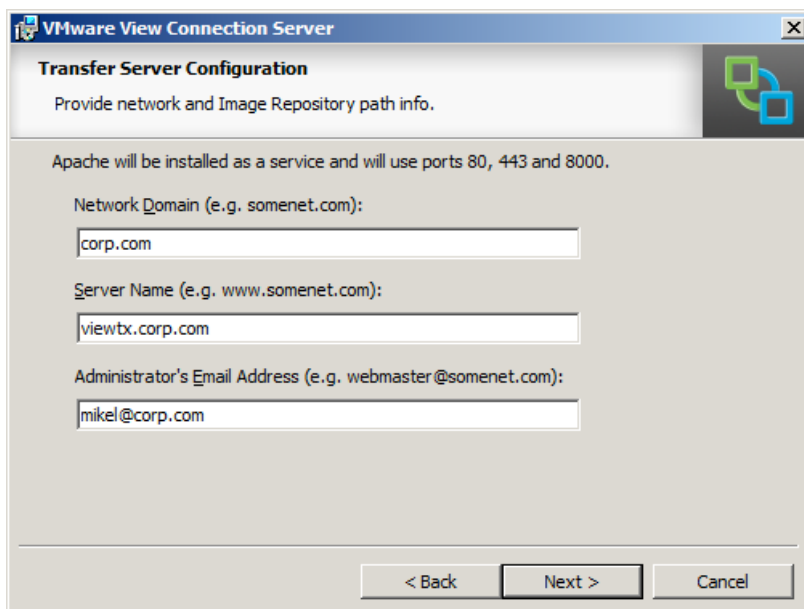 VMware View Connection Server
Transfer Server Configuration
Provide network and Image Repository path info.
Apache will be installed as a service and will use ports 80, 443 and 8000.
Network Domain (e.g. somenet.com):
corp.com
Server Name (e.g. www.somenet.com):
viewtx.corp.com
Administrator's Email Address (e.g. webmaster@somenet.com):
mikel@corp.com
< Back
Next >
Cancel